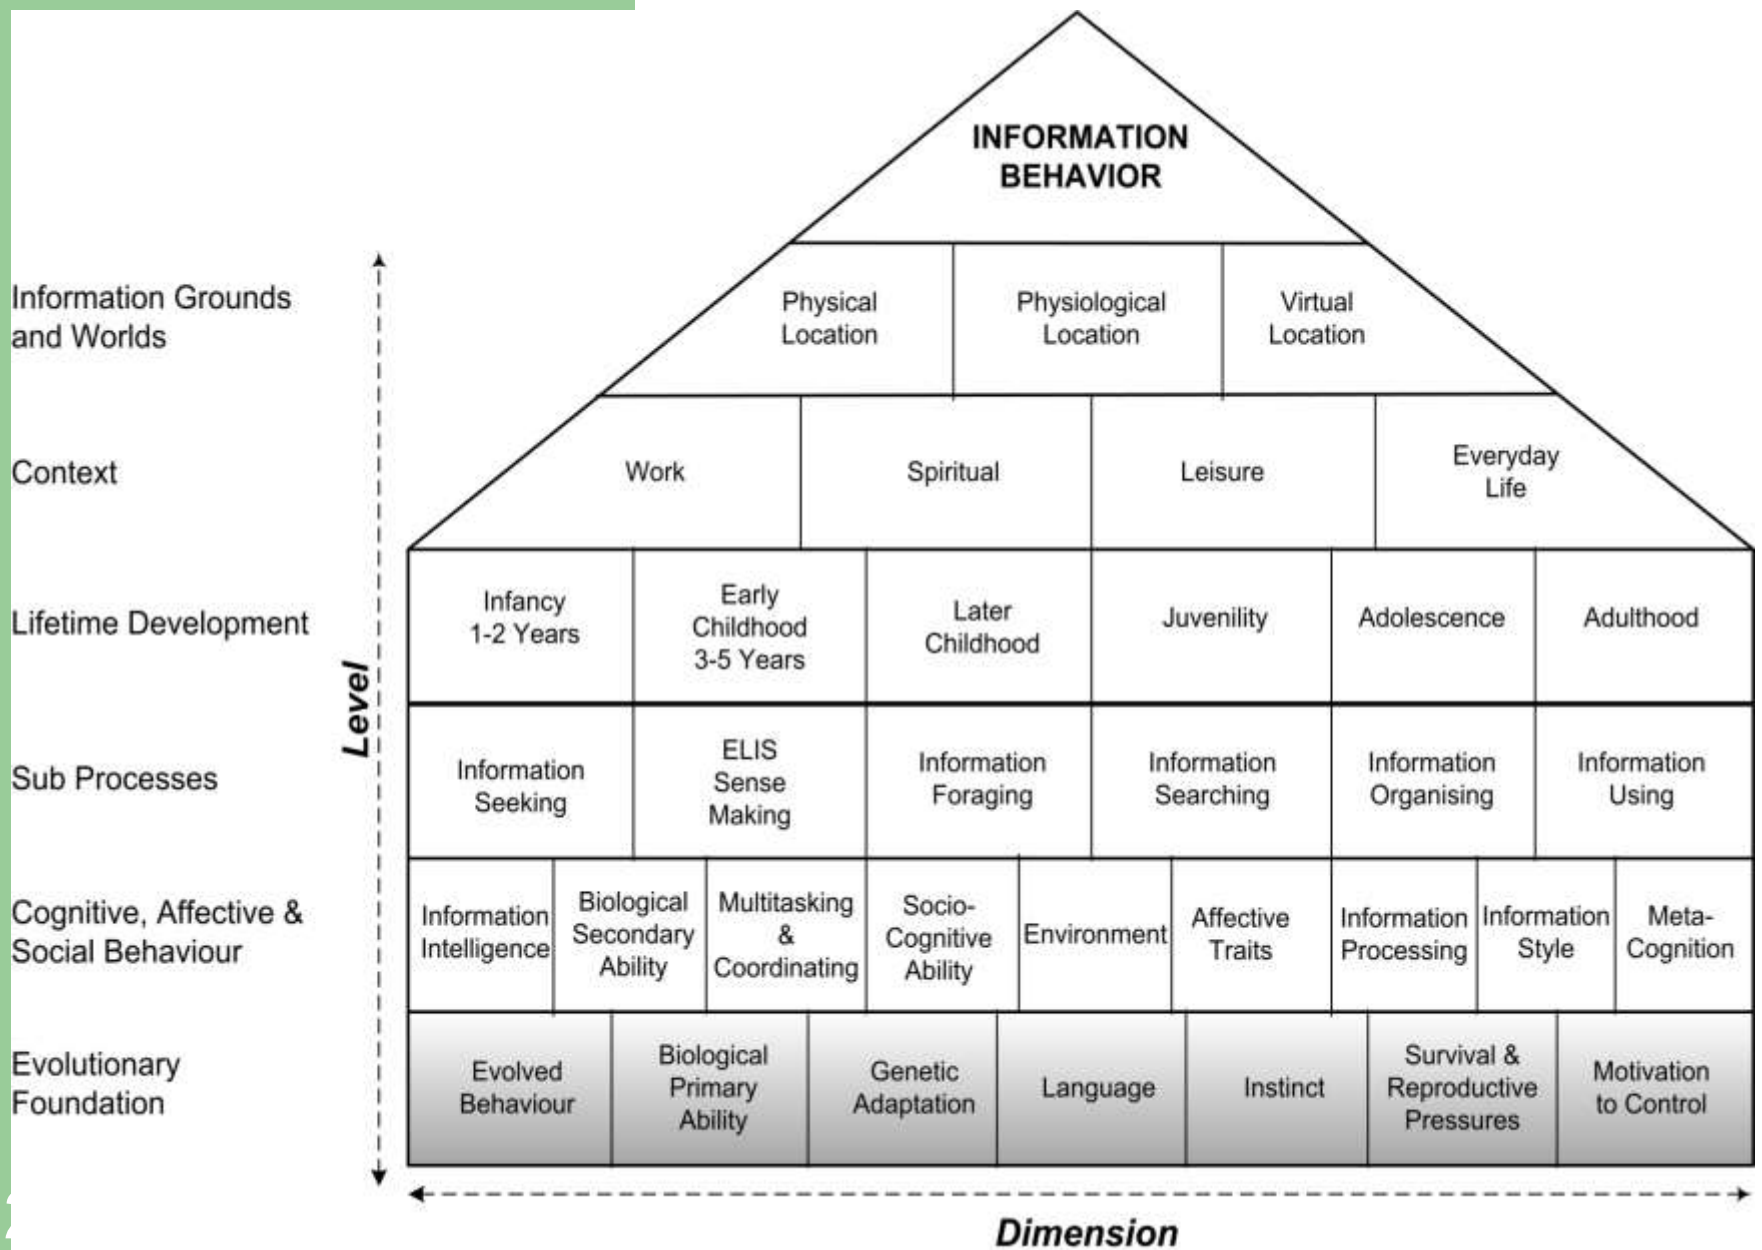 INFORMATION
BEHAVIOR
Information Grounds
and Worlds
Physical
Location
Physiological
Location
Virtual
Location
Context
Work
Spiritual
Leisure
Everyday
Life
Lifetime Development
Infancy
1-2 Years
Early
Childhood
3-5 Years
Later
Childhood
Juvenility
Adolescence
Adulthood
Level
Sub Processes
Information
Seeking
ELIS
Sense
Making
Information
Foraging
Information
Searching
Information
Organising
Information
Using
Cognitive, Affective &
Social Behaviour
Information
Intelligence
Biological
Secondary
Ability
Multitasking
&
Coordinating
Socio-
Cognitive
Ability
Environment
Affective
Traits
Information
Processing
Information
Style
Meta-
Cognition
Evolutionary
Foundation
Evolved
Behaviour
Biological
Primary
Ability
Genetic
Adaptation
Language
Instinct
Survival &
Reproductive
Pressures
Motivation
to Control
Dimension